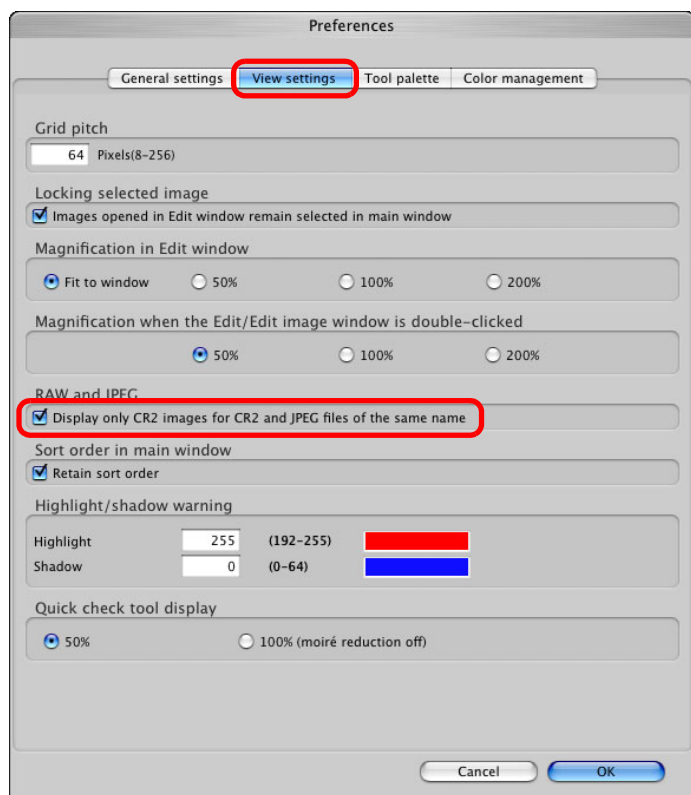 Preferences
General settings View settings Tool palette Color management
Grid pitch
64 Pixels(8-256)
Locking selected image
Images opened in Edit window remain selected in main window
Magnification in Edit window
Fit to window 50% 100% 200%
Magnification when the Edit/Edit image window is double-clicked
50% 100% 200%
RAW and JPEG
Display only CR2 images for CR2 and JPEG files of the same name
Sort order in main window
Retain sort order
Highlight/shadow warning
Highlight 255 (192-255)
Shadow 0 (0-64)
Quick check tool display
50% 100% (moiré reduction off)
Cancel OK